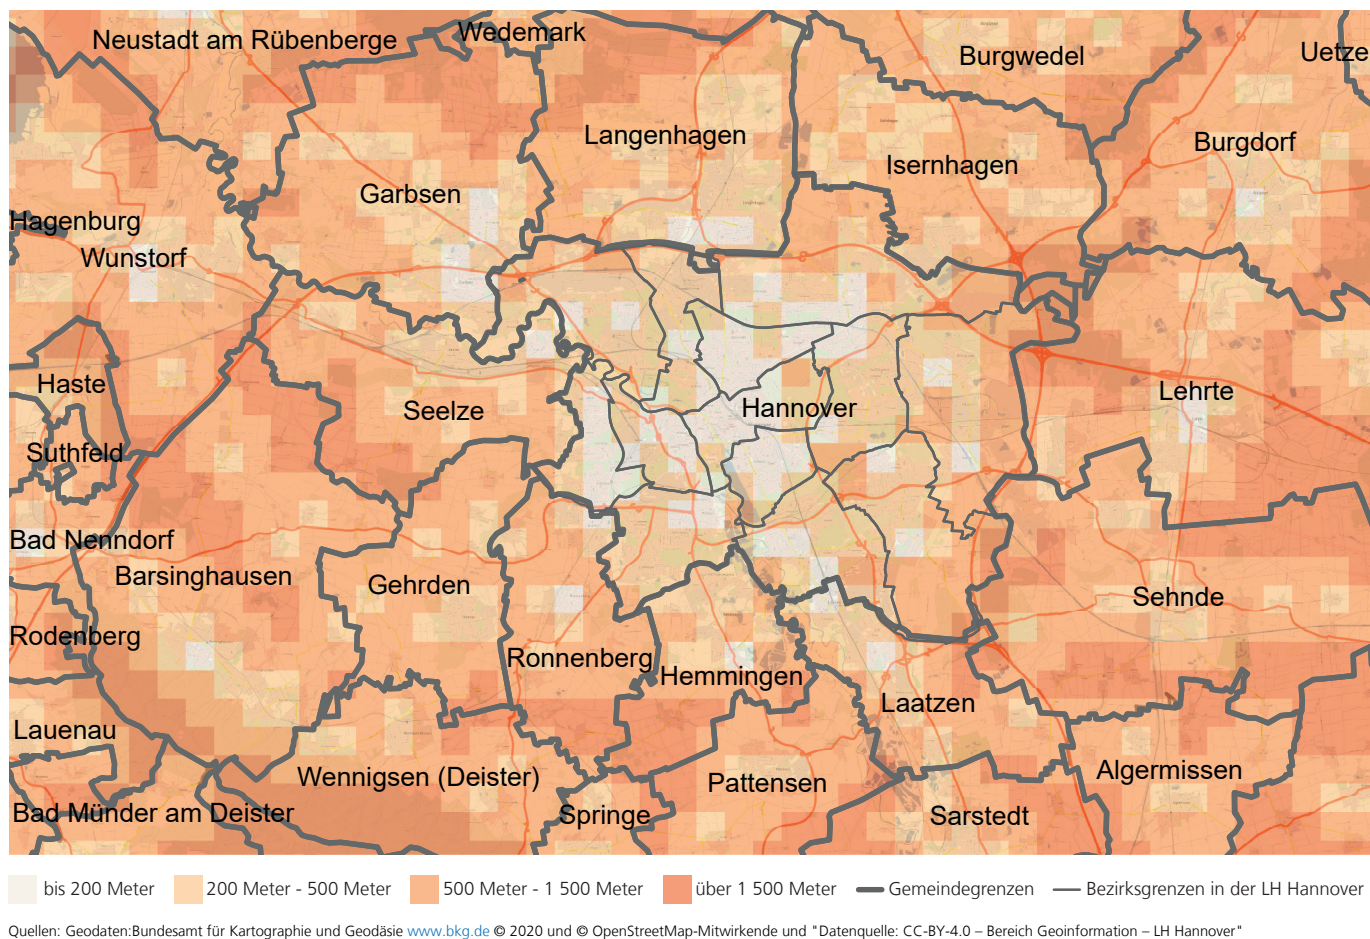 Neustadt am Rübenberge
Wedemark
Burgwedel
Uetze
Langenhagen
Isernhagen
Burgdorf
Garbsen
Hagenburg
Wunstorf
Haste
Seelze
Hannover
Lehrte
Suthfeld
Bad Nenndorf
Barsinghausen
Gehrden
Sehnde
Rodenberg
Ronnenberg
Hemmingen
Laatzen
Lauenau
Wennigsen (Deister)
Pattensen
Algermissen
Bad Münder am Deister
Springe
Sarstedt
bis 200 Meter 200 Meter - 500 Meter 500 Meter - 1 500 Meter über 1 500 Meter Gemeindegrenzen Bezirksgrenzen in der LH Hannover
Quellen: Geodaten:Bundesamt für Kartographie und Geodäsie www.bkg.de © 2020 und © OpenStreetMap-Mitwirkende und "Datenquelle: CC-BY-4.0 – Bereich Geoinformation – LH Hannover"